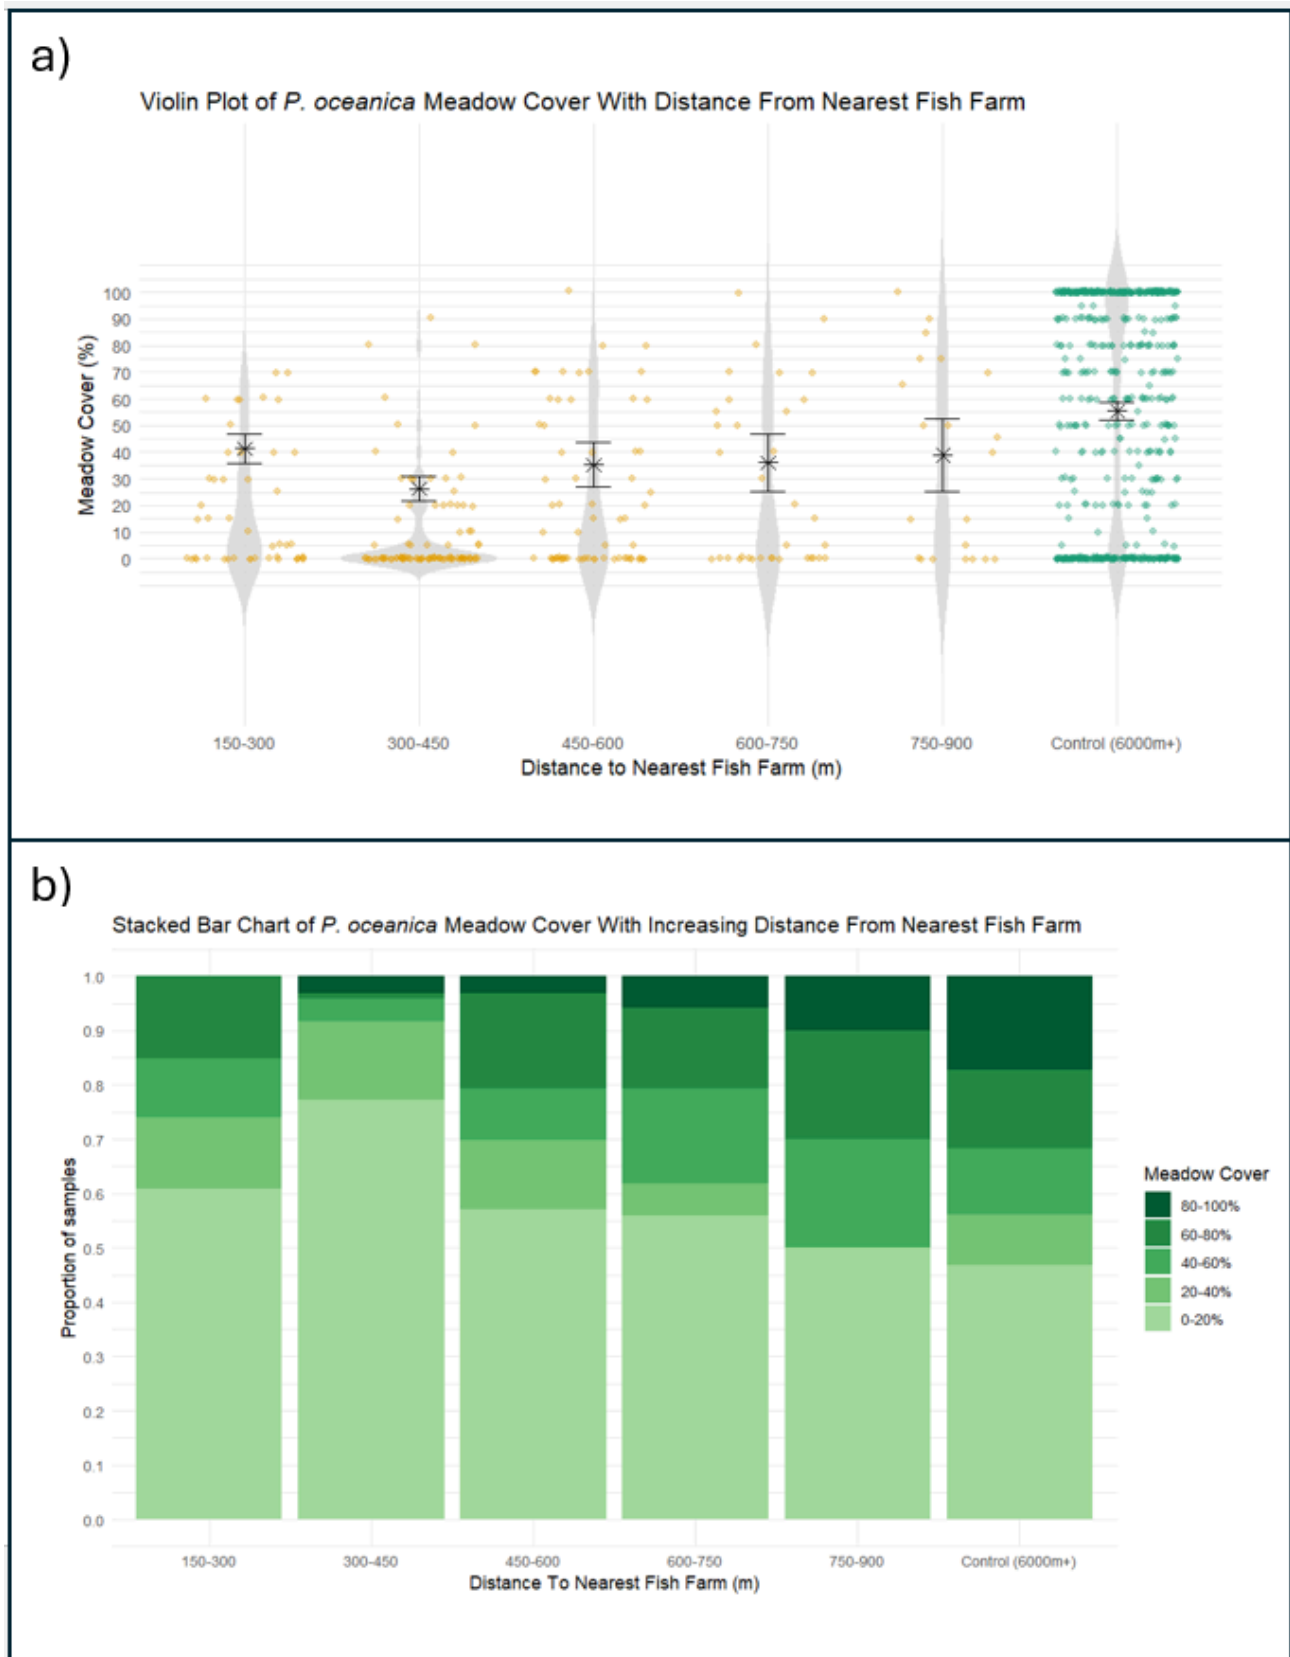 a)
Violin Plot of P. oceanica Meadow Cover With Distance From Nearest Fish Farm
Meadow Cover (%)
100
90
80
70
60
50
40
30
20
10
0
150-300 300-450 450-600 600-750 750-900 Control (6000m+)
Distance to Nearest Fish Farm (m)
b)
Stacked Bar Chart of P. oceanica Meadow Cover With Increasing Distance From Nearest Fish Farm
Proportion of samples
1.0
0.9
0.8
0.7
0.6
0.5
0.4
0.3
0.2
0.1
0.0
Meadow Cover
80-100%
60-80%
40-60%
20-40%
0-20%
150-300 300-450 450-600 600-750 750-900 Control (6000m+)
Distance To Nearest Fish Farm (m)